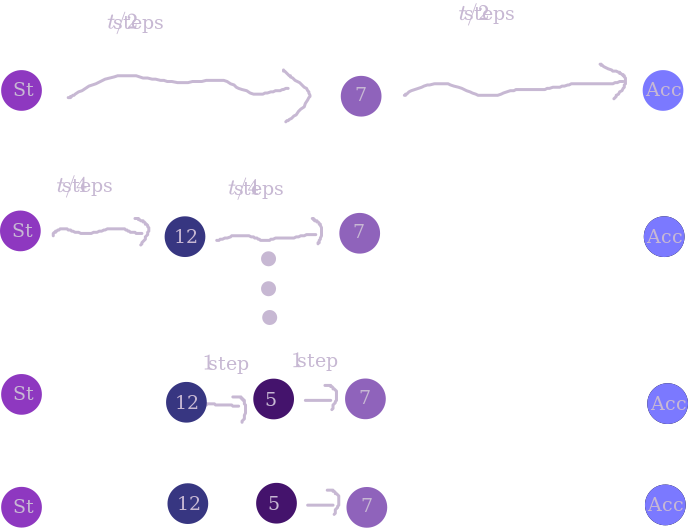 t/2 steps
t/2 steps
St 7 Acc
t/4 steps t/4 steps
St 12 7 Acc
1 step 1 step
St 12 5 7 Acc
St 12 5 7 Acc